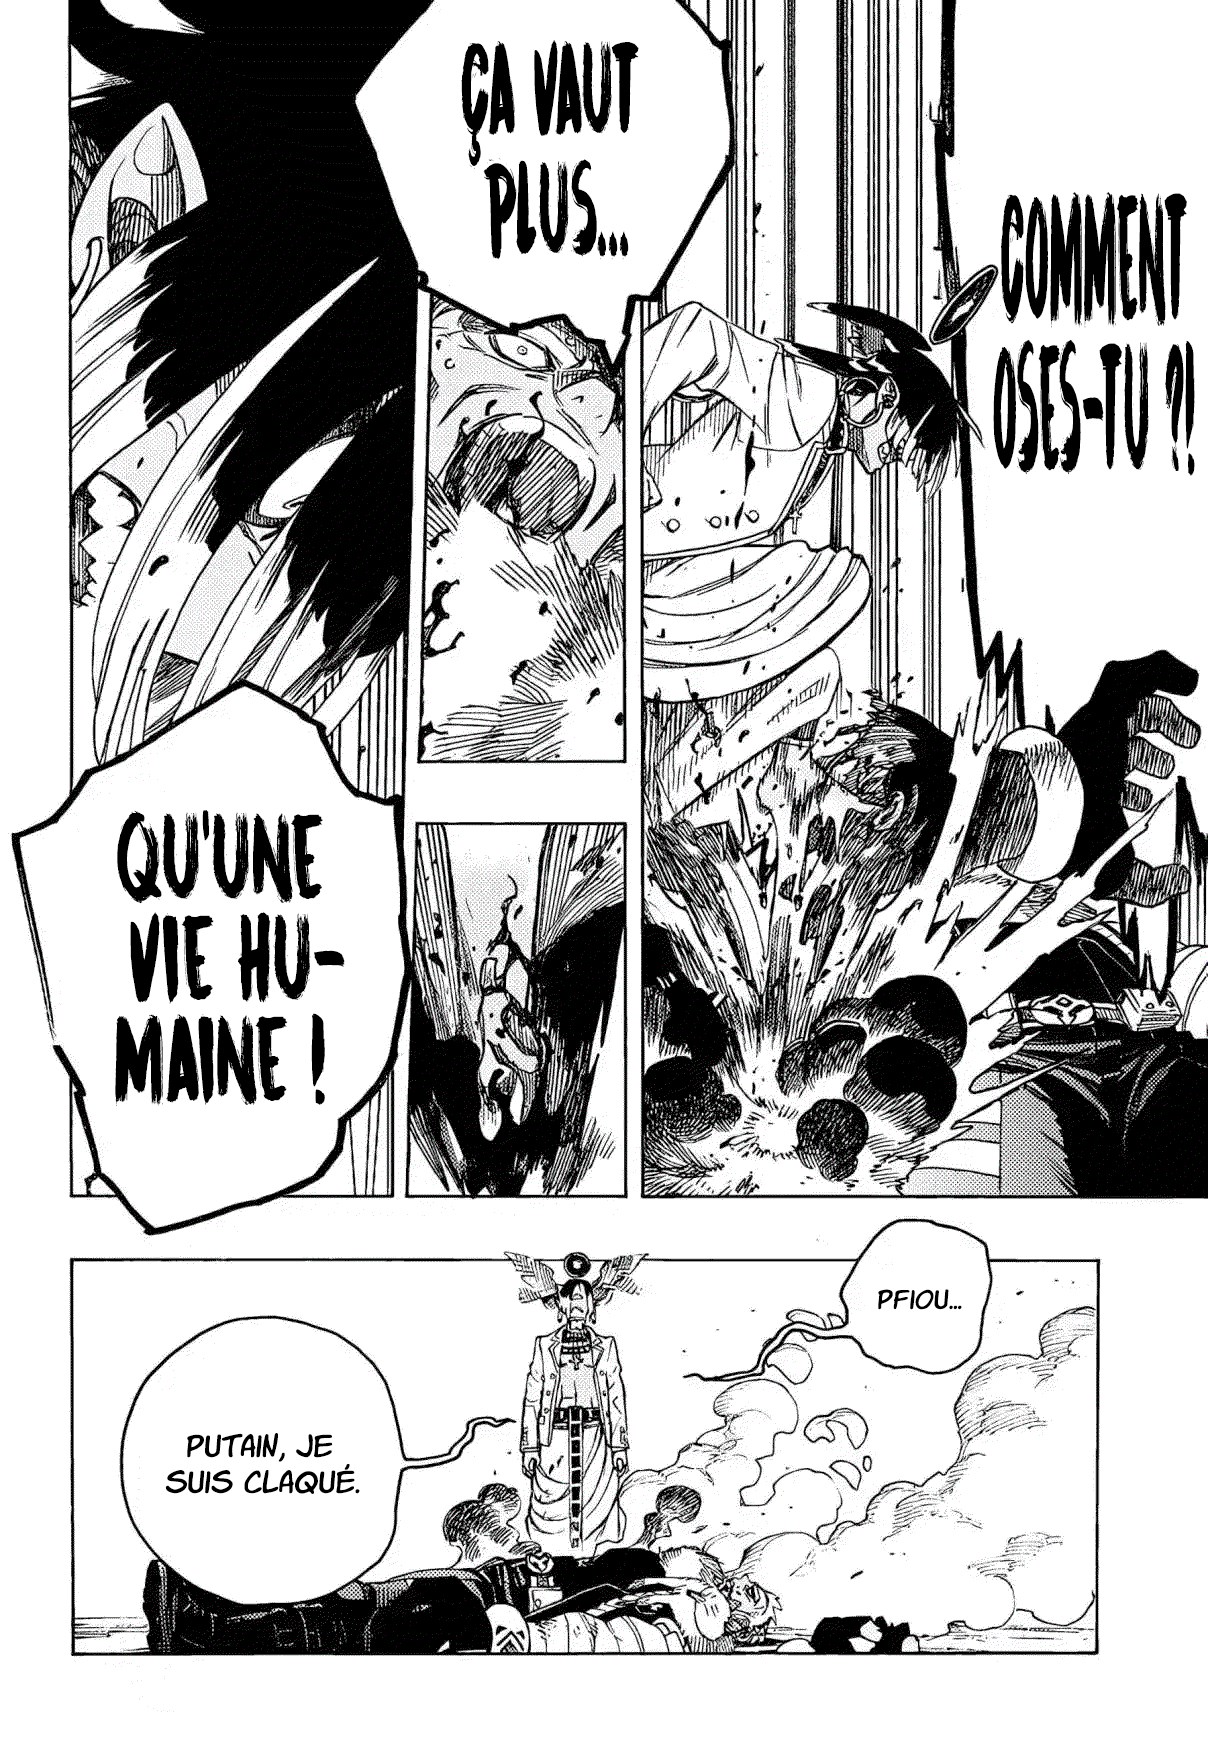 COMMENT
OSES-TU ?!
ÇA VAUT
PLUS...
QU'UNE
VIE HU-
MAINE !
PFIOU...
PUTAIN, JE
SUIS CLAQUÉ.